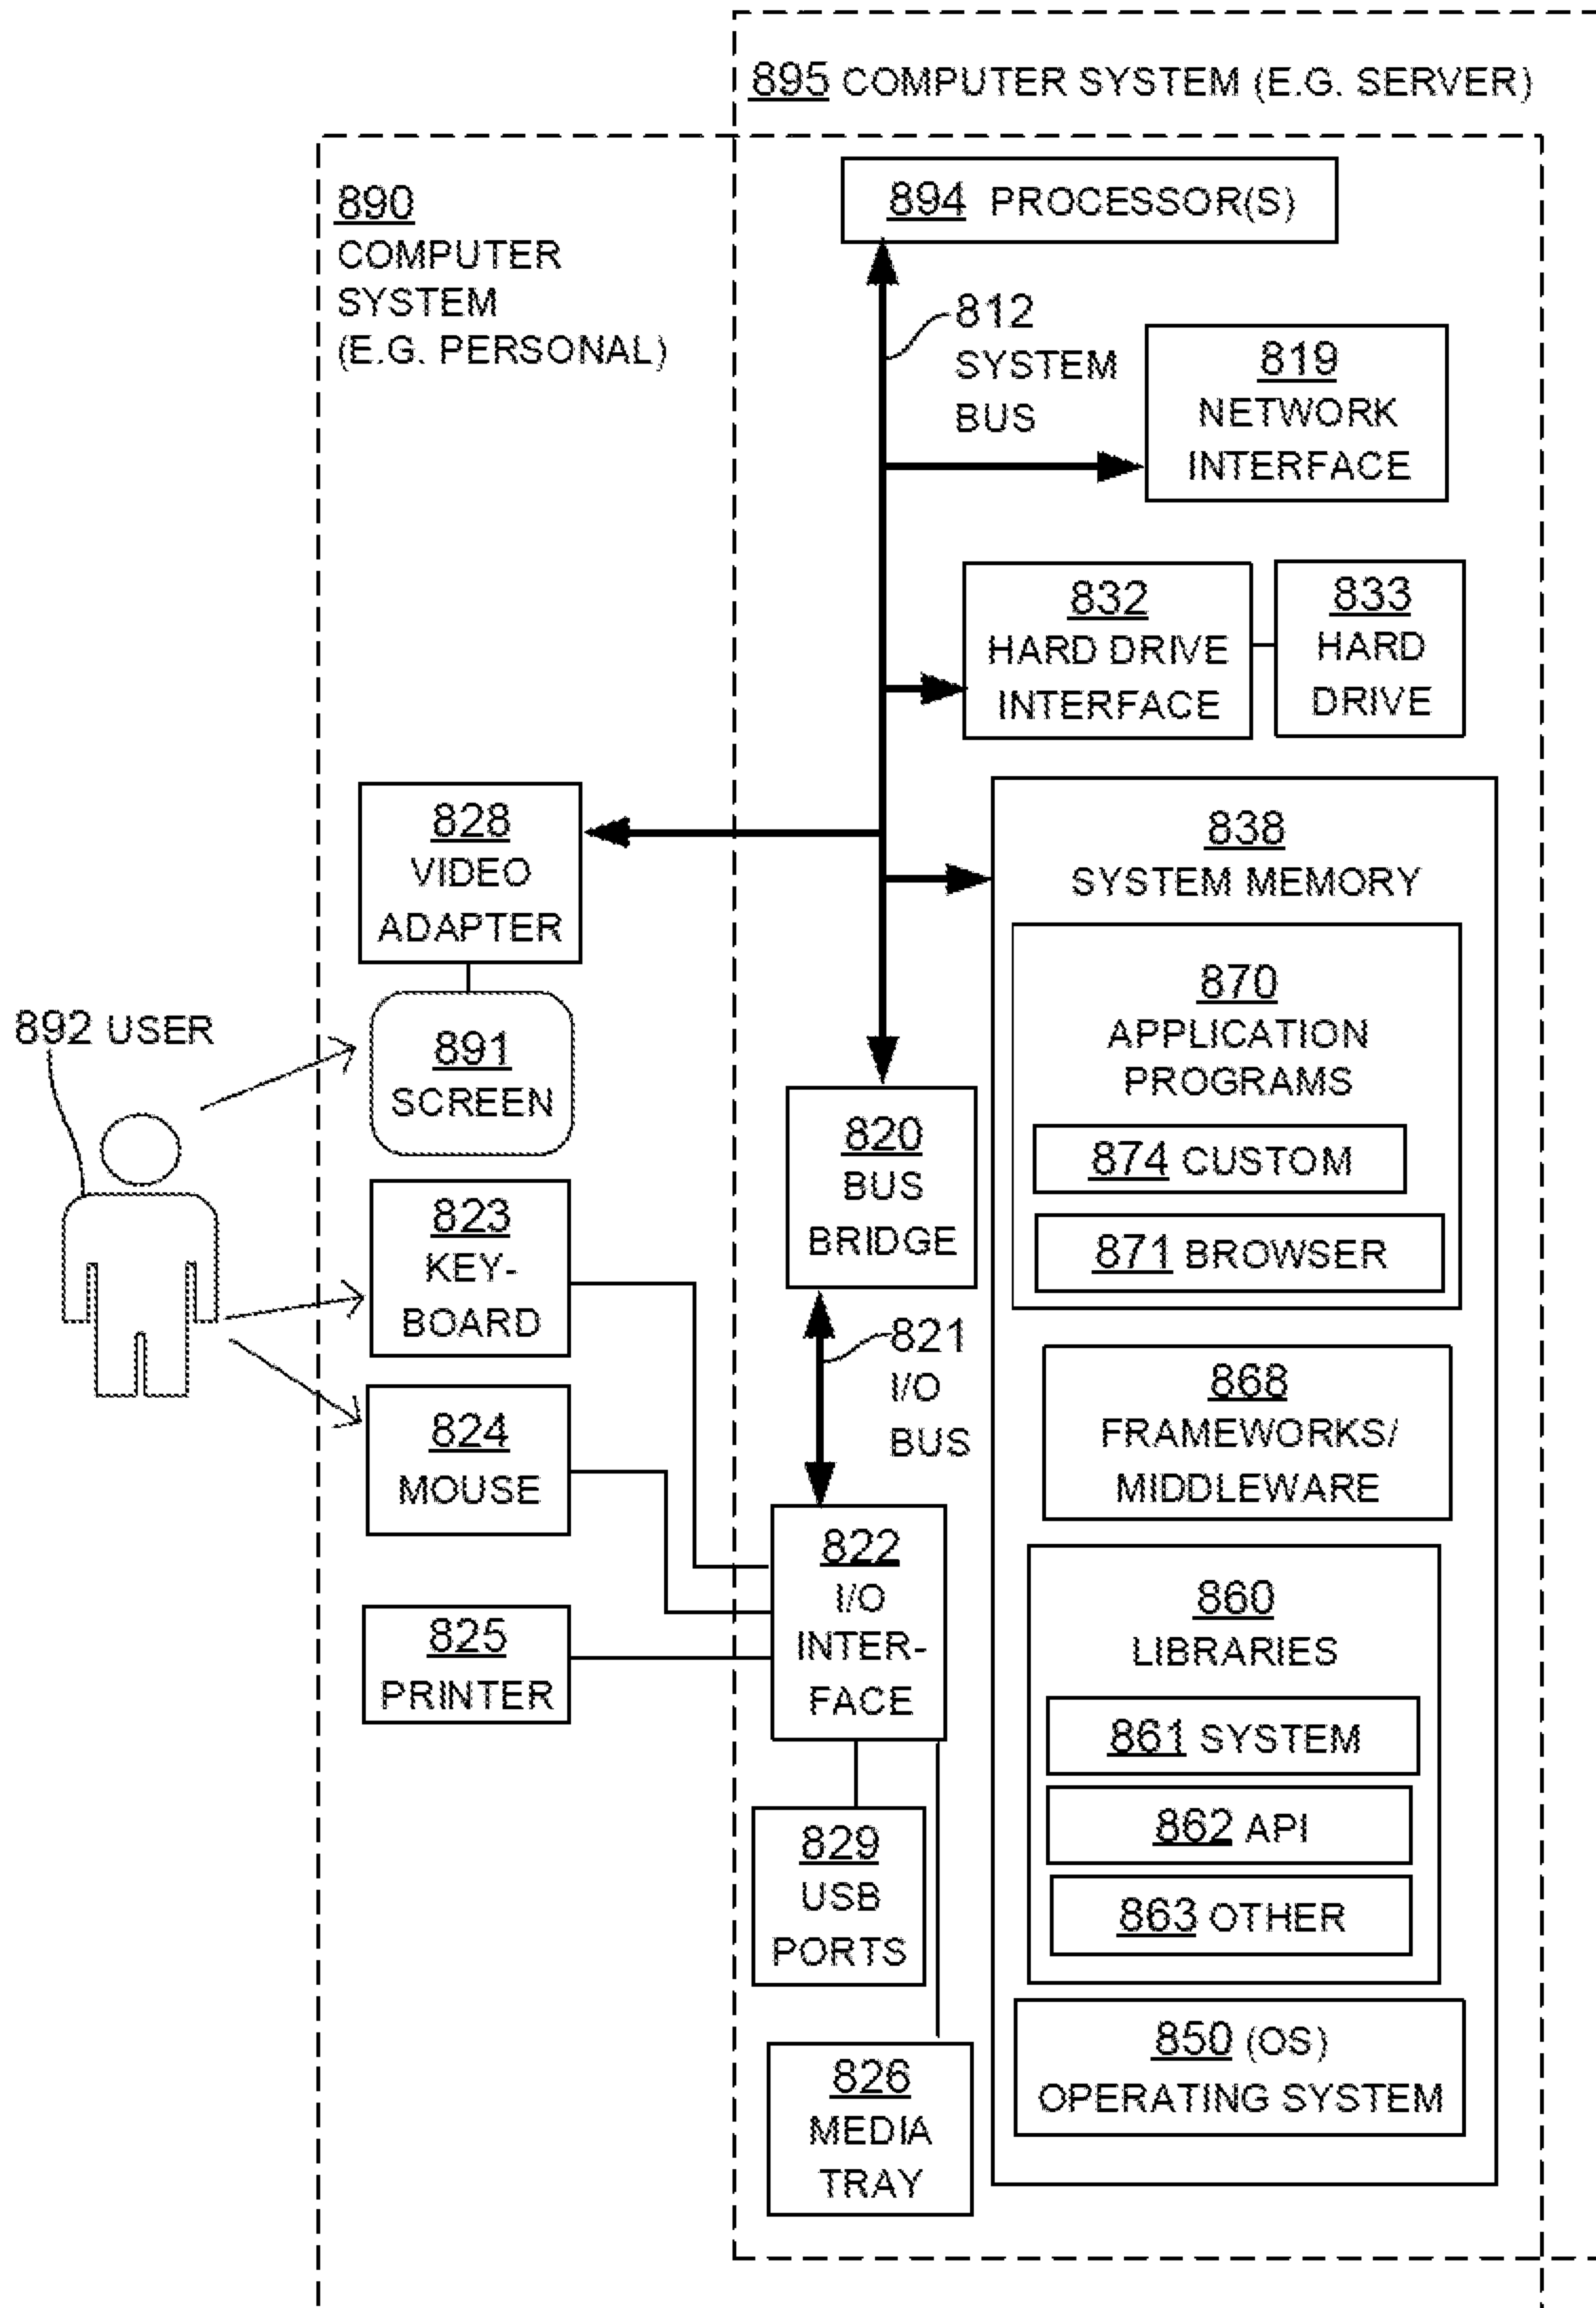 895 COMPUTER SYSTEM (E.G. SERVER)
890
COMPUTER
SYSTEM
(E.G. PERSONAL)
894 PROCESSOR(S)
812
SYSTEM
BUS
819
NETWORK
INTERFACE
832
HARD DRIVE
INTERFACE
833
HARD
DRIVE
828
VIDEO
ADAPTER
838
SYSTEM MEMORY
870
APPLICATION
PROGRAMS
874 CUSTOM
871 BROWSER
892 USER
891
SCREEN
820
BUS
BRIDGE
823
KEY-
BOARD
821
I/O
BUS
868
FRAMEWORKS/
MIDDLEWARE
824
MOUSE
822
I/O
INTER-
FACE
825
PRINTER
860
LIBRARIES
861 SYSTEM
862 API
863 OTHER
829
USB
PORTS
850 (OS)
OPERATING SYSTEM
826
MEDIA
TRAY